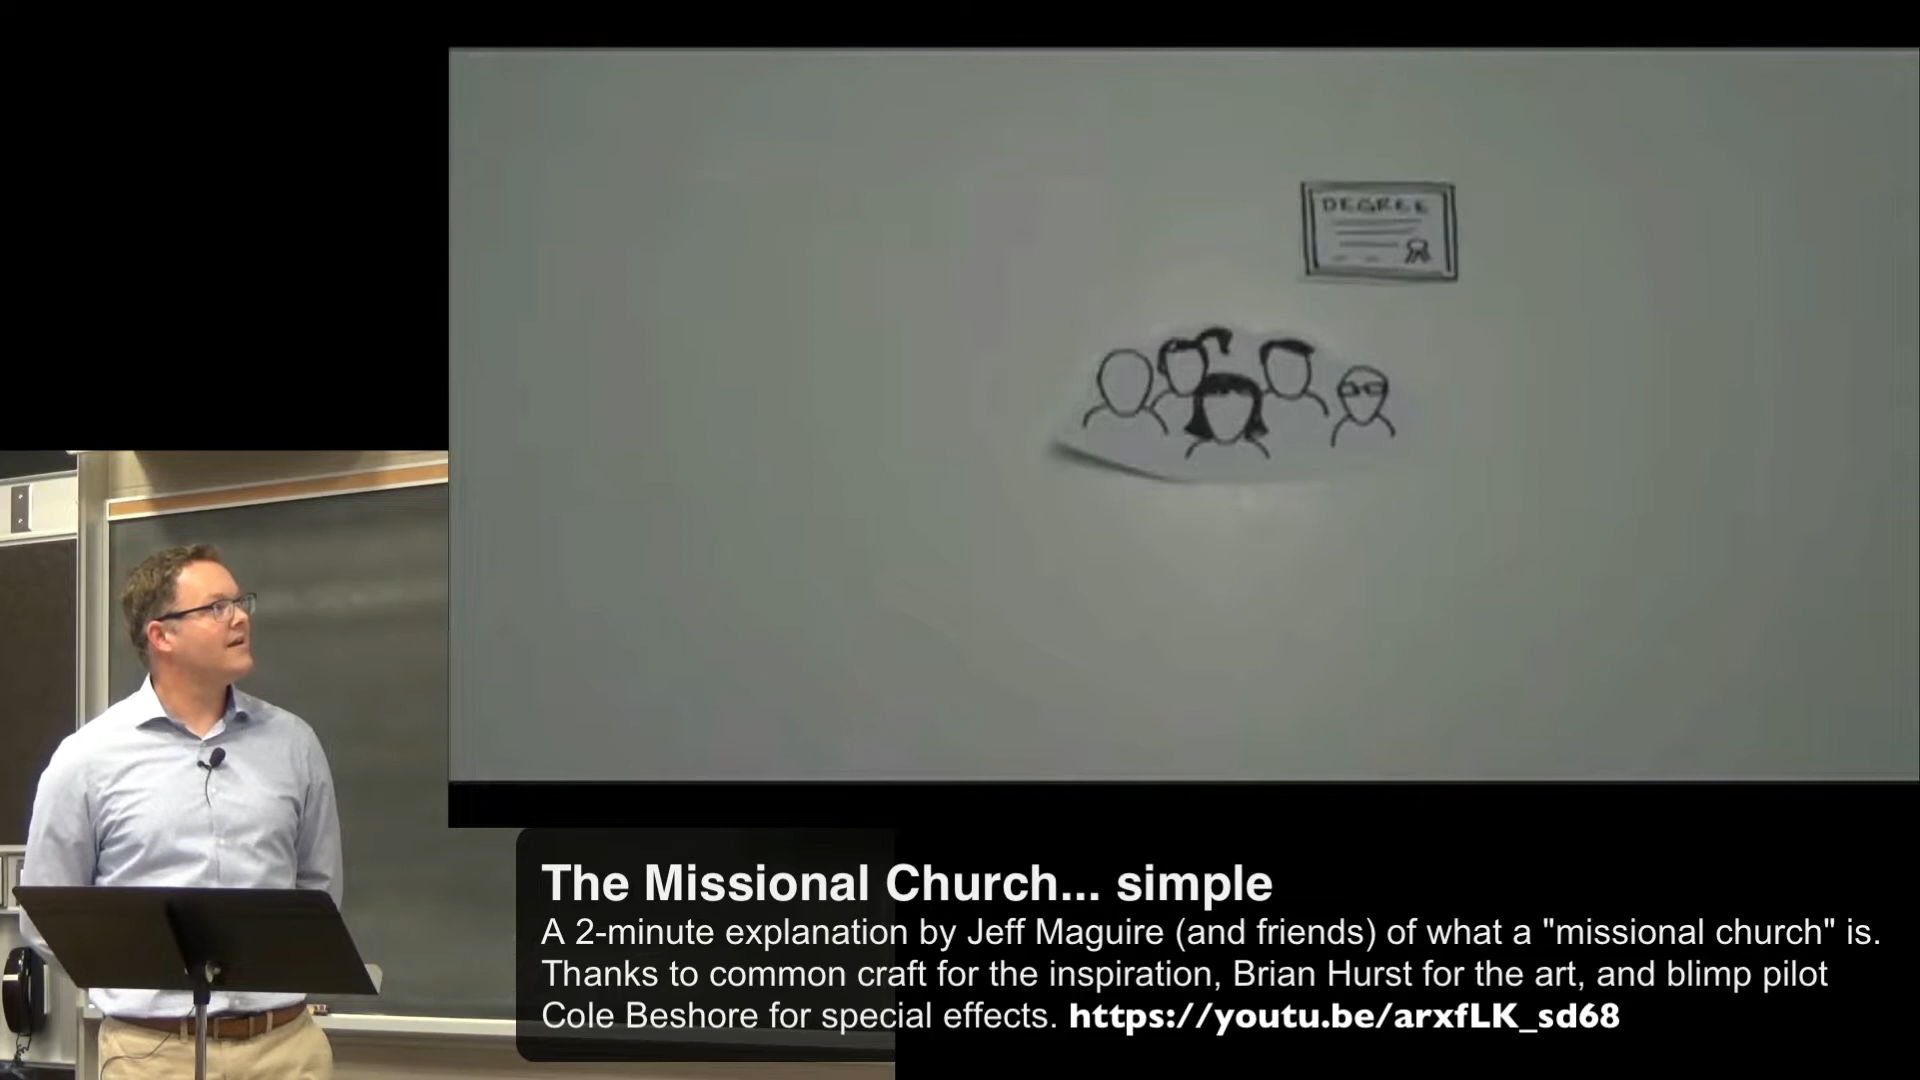 DEGREE
The Missional Church... simple
A 2-minute explanation by Jeff Maguire (and friends) of what a "missional church" is.
Thanks to common craft for the inspiration, Brian Hurst for the art, and blimp pilot
Cole Beshore for special effects. https://youtu.be/arxfLK_sd68